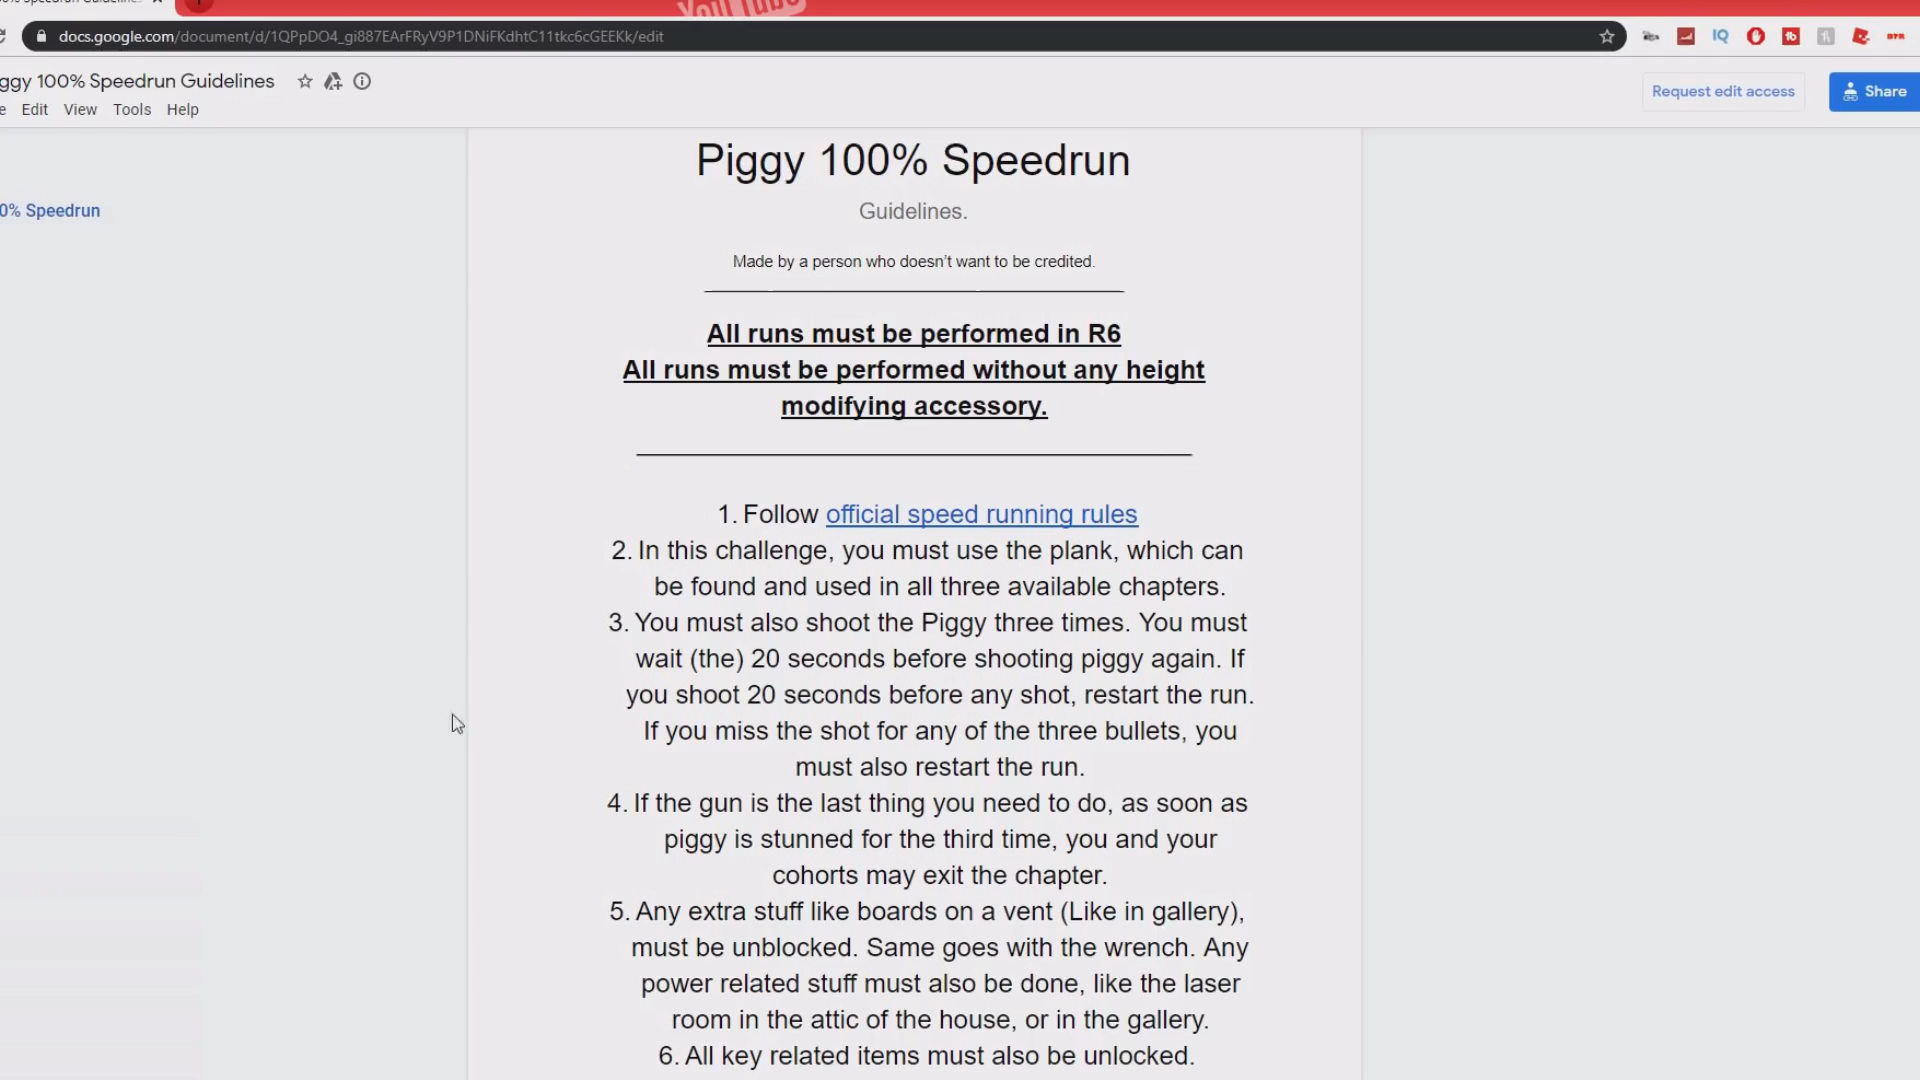 YouTube
docs.google.com/document/d/1QPpDO4_gi887EArFRyV9P1DNiFKdhtC11tkc6cGEEKk/edit
ggy 100% Speedrun Guidelines
e Edit View Tools Help
Request edit access
Share
0% Speedrun
Piggy 100% Speedrun
Guidelines.
Made by a person who doesn't want to be credited.
All runs must be performed in R6
All runs must be performed without any height
modifying accessory.
1. Follow official speed running rules
2. In this challenge, you must use the plank, which can
be found and used in all three available chapters.
3. You must also shoot the Piggy three times. You must
wait (the) 20 seconds before shooting piggy again. If
you shoot 20 seconds before any shot, restart the run.
If you miss the shot for any of the three bullets, you
must also restart the run.
4. If the gun is the last thing you need to do, as soon as
piggy is stunned for the third time, you and your
cohorts may exit the chapter.
5. Any extra stuff like boards on a vent (Like in gallery),
must be unblocked. Same goes with the wrench. Any
power related stuff must also be done, like the laser
room in the attic of the house, or in the gallery.
6. All key related items must also be unlocked.